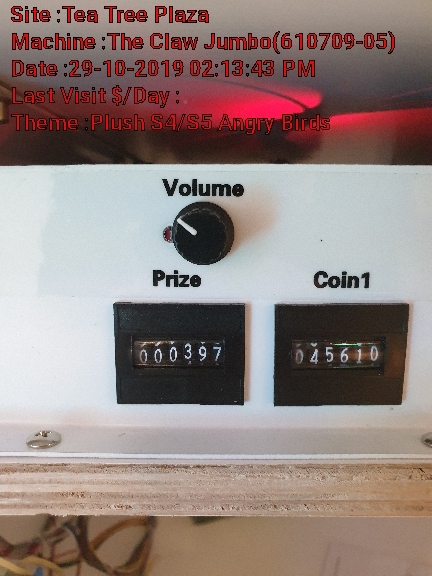 Site :Tea Tree Plaza
Machine :The Claw Jumbo(610709-05)
Date :29-10-2019 02:13:43 PM
Last Visit $/Day :
Theme :Plush S4/S5 Angry Birds
Volume
Prize Coin1
000397 045610